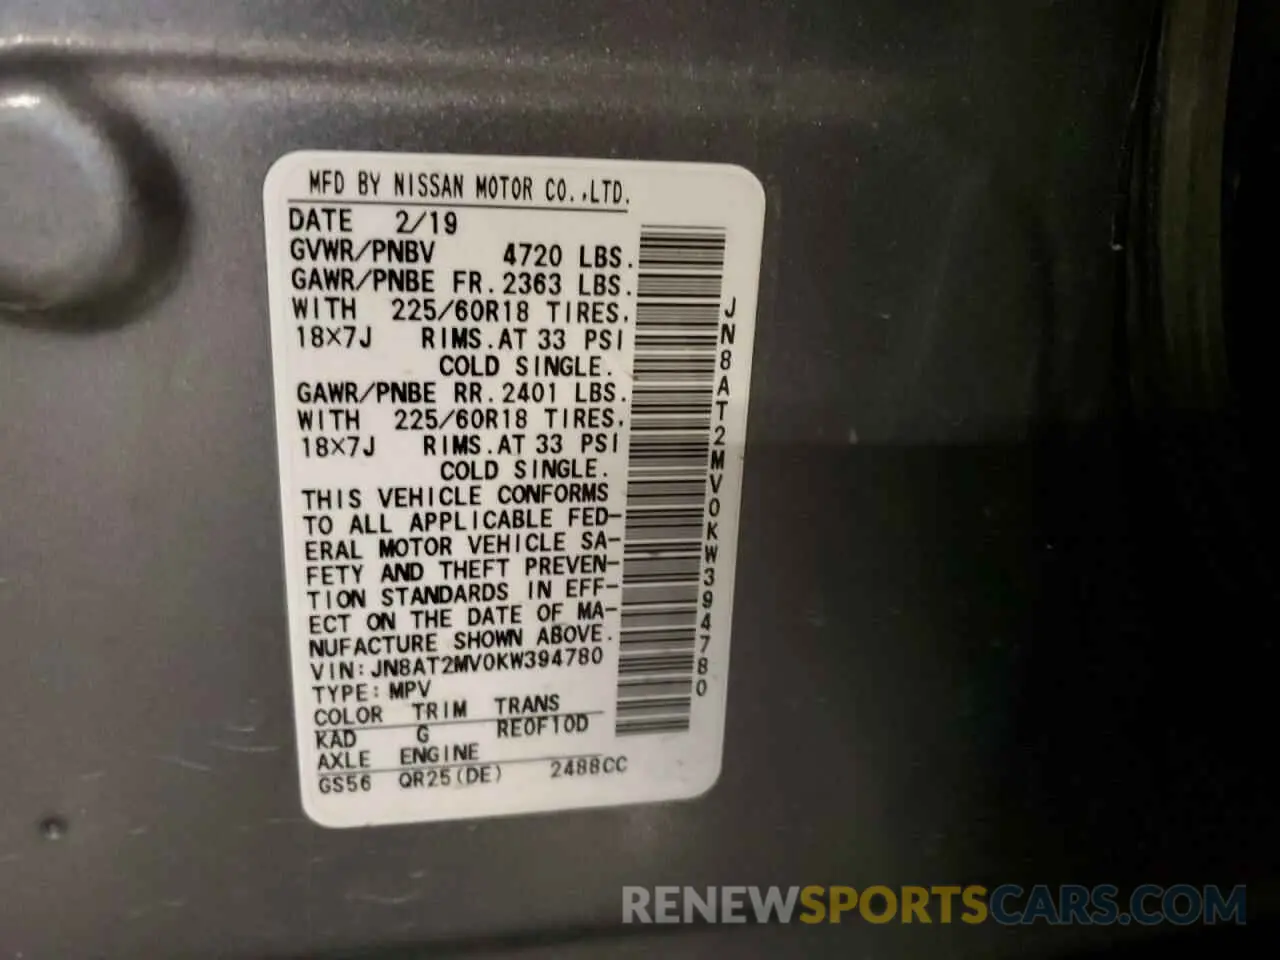 MFD BY NISSAN MOTOR CO.,LTD.
DATE 2/19
GVWR/PNBV 4720 LBS.
GAWR/PNBE FR. 2363 LBS.
WITH 225/60R18 TIRES.
18×7J RIMS. AT 33 PSI
COLD SINGLE.
GAWR/PNBE RR. 2401 LBS.
WITH 225/60R18 TIRES.
18×7J RIMS. AT 33 PSI
COLD SINGLE.
THIS VEHICLE CONFORMS
TO ALL APPLICABLE FED-
ERAL MOTOR VEHICLE SA-
FETY AND THEFT PREVEN-
TION STANDARDS IN EFF-
ECT ON THE DATE OF MA-
NUFACTURE SHOWN ABOVE.
VIN: JN8AT2MV0KW394780
TYPE: MPV
COLOR TRIM TRANS
KAD G RE0F10D
AXLE ENGINE
GS56 QR25(DE) 2488CC
JN8AT2MV0KW394780
RENEWSPORTSCARS.COM